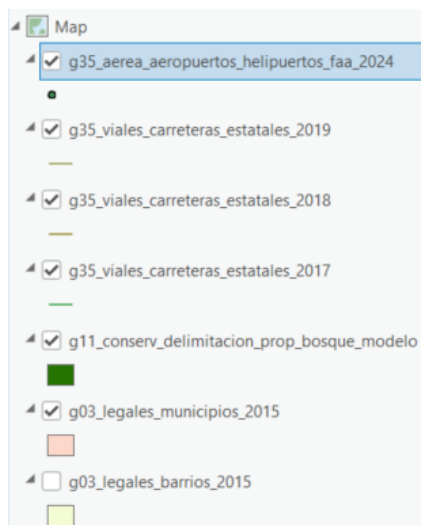 Map
g35_aerea_aeropuertos_helipuertos_faa_2024
g35_viales_carreteras_estatales_2019
g35_viales_carreteras_estatales_2018
g35_viales_carreteras_estatales_2017
g11_conserv_delimitacion_prop_bosque_modelo
g03_legales_municipios_2015
g03_legales_barrios_2015